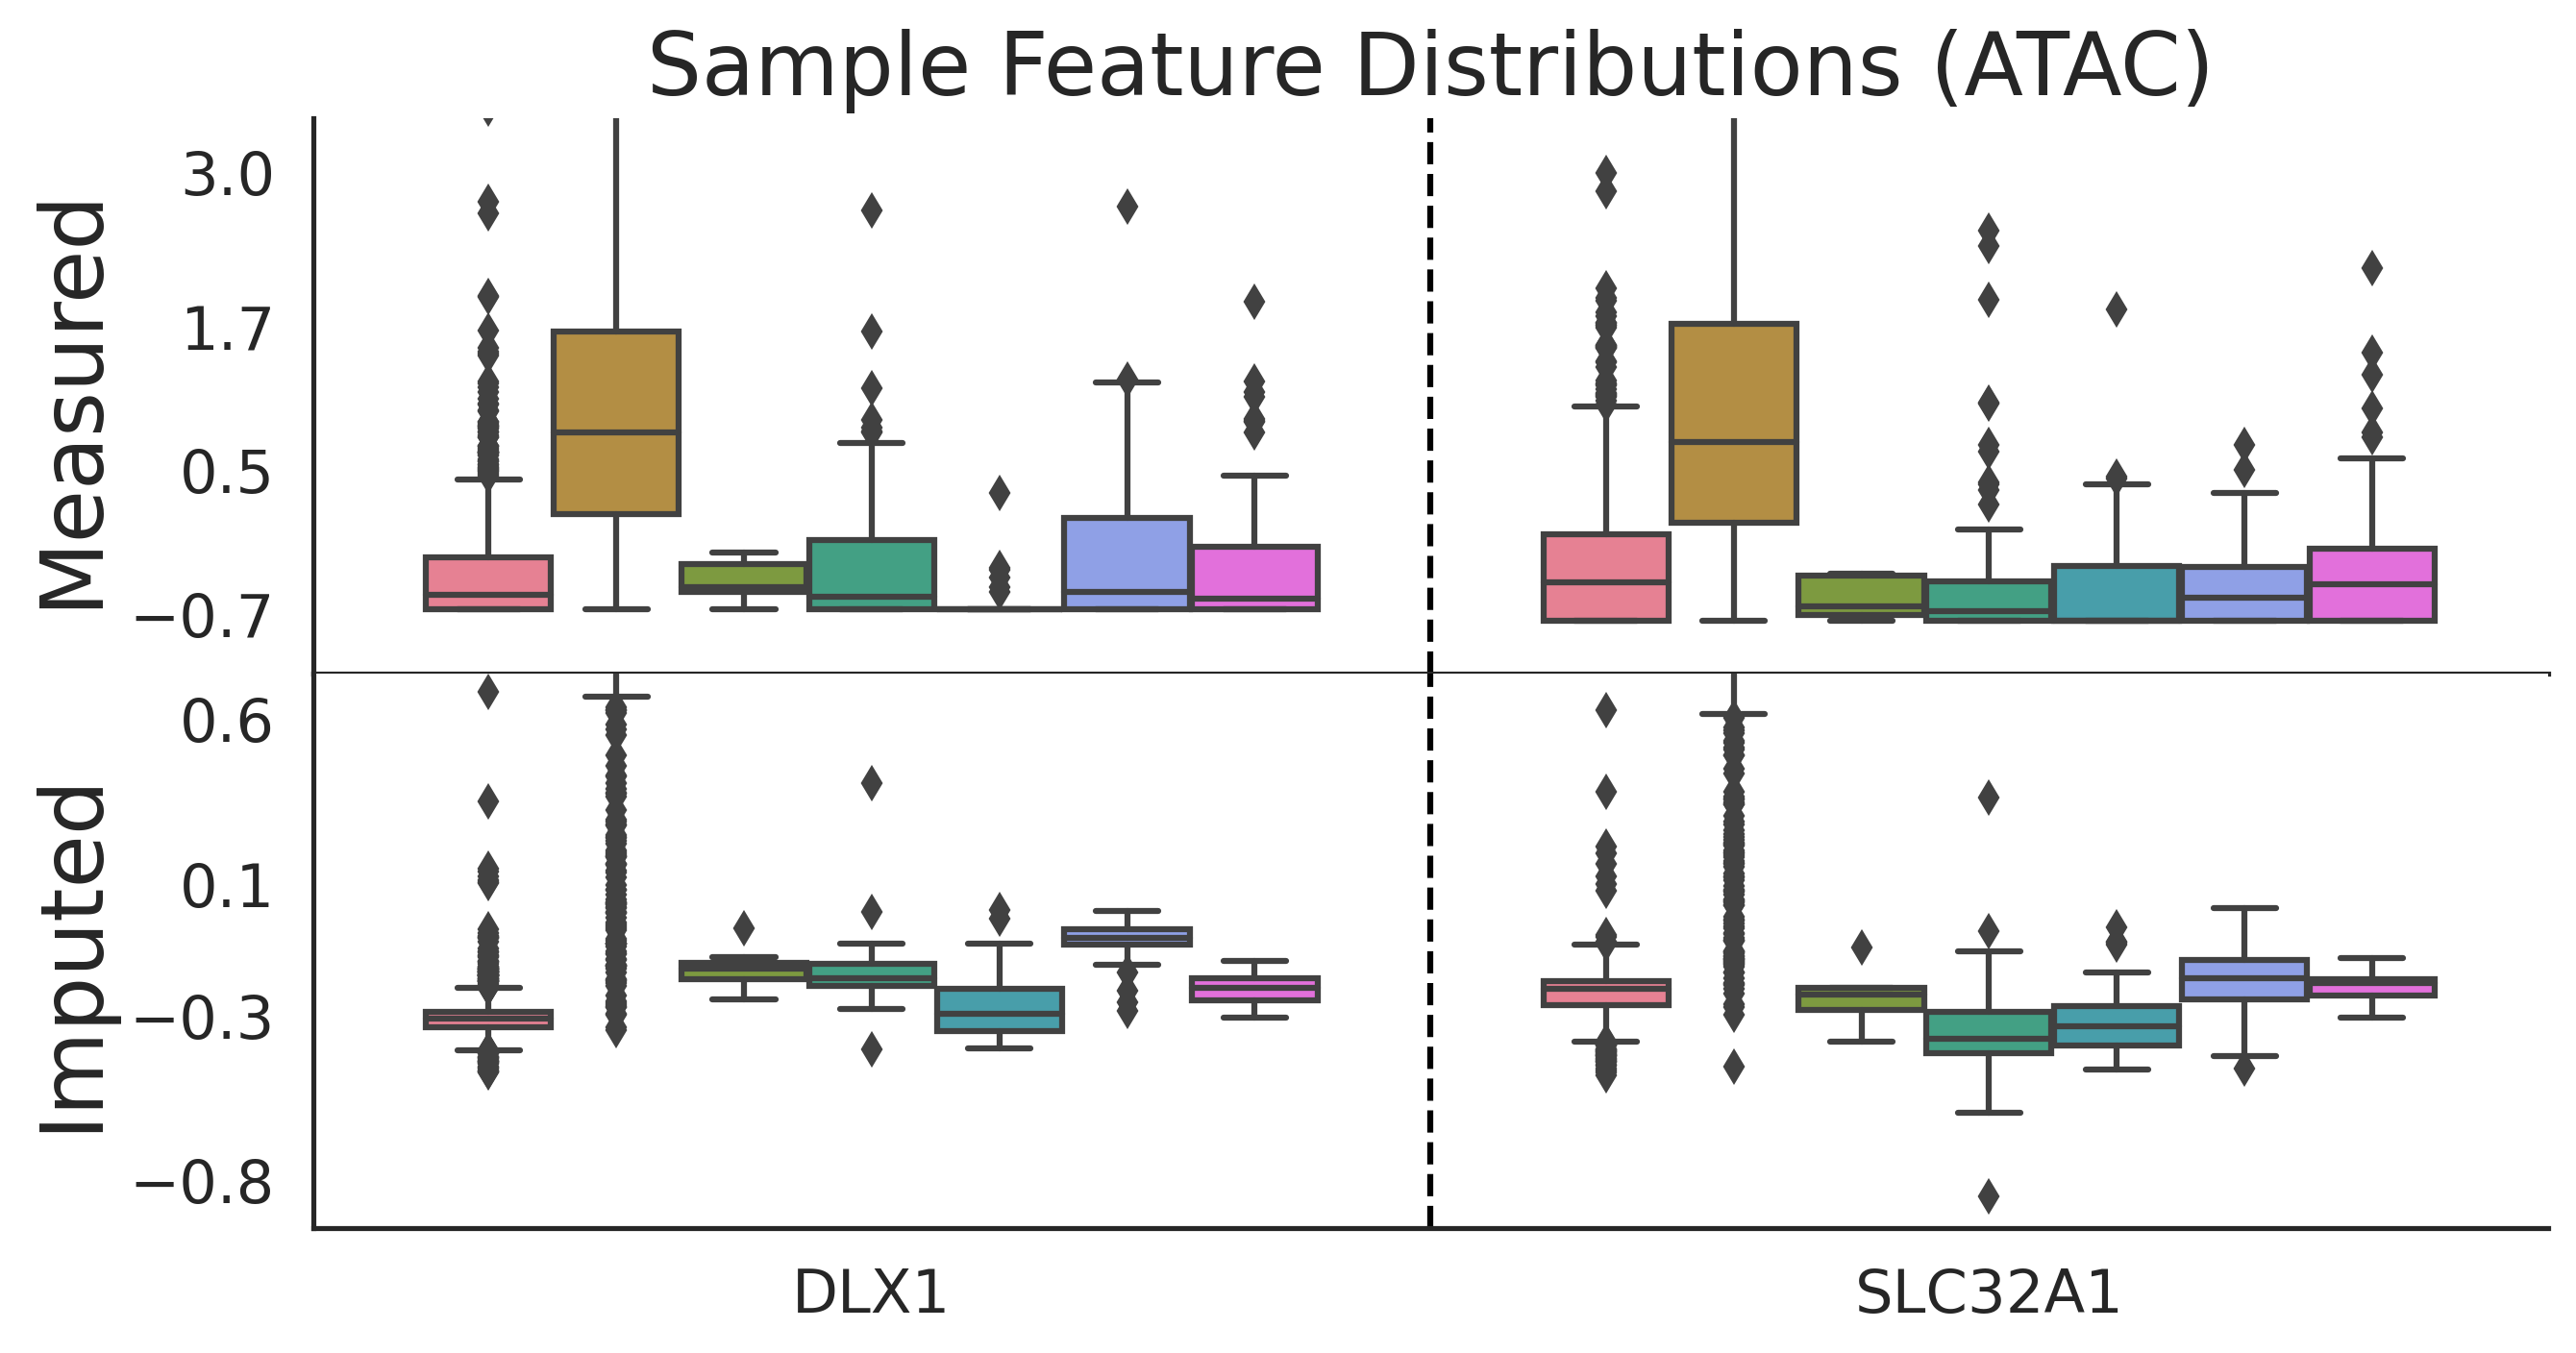 Sample Feature Distributions (ATAC)
Measured
3.0
1.7
0.5
−0.7
Imputed
0.6
0.1
−0.3
−0.8
DLX1
SLC32A1